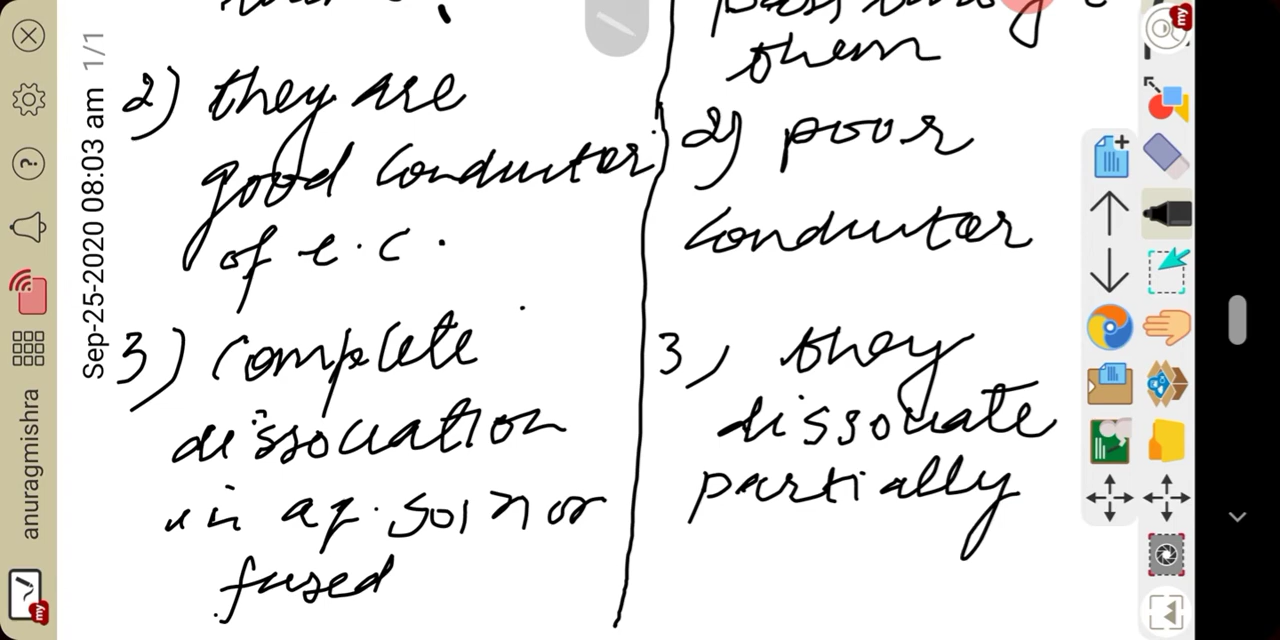 2) they are
good conductor
of e.c.
3) complete
dissociation
in aq. soln or
fused
them
2) poor
conductor
3, they
dissociate
partially
Sep-25-2020 08:03 am 1/1
anuragmishra